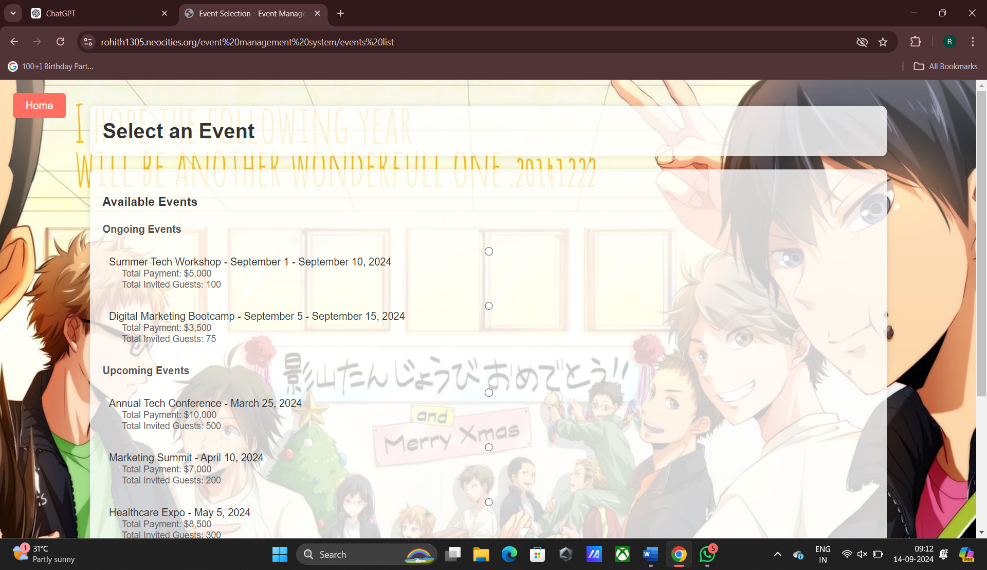 ChatGPT
Event Selection - Event Manag
rohith1305.neocities.org/event%20management%20system/events%20list
100+] Birthday Part...
All Bookmarks
Home
I HOPE THE FOLLOWING YEAR
WILL BE ANOTHER WONDERFULL ONE .20141222
Select an Event
Available Events
Ongoing Events
Summer Tech Workshop - September 1 - September 10, 2024
Total Payment: $5,000
Total Invited Guests: 100
Digital Marketing Bootcamp - September 5 - September 15, 2024
Total Payment: $3,500
Total Invited Guests: 75
影山たんじょうびおめでとう!!
Upcoming Events
Annual Tech Conference - March 25, 2024
Total Payment: $10,000
Total Invited Guests: 500
and
Merry Xmas
Marketing Summit - April 10, 2024
Total Payment: $7,000
Total Invited Guests: 200
Healthcare Expo - May 5, 2024
Total Payment: $8,500
Total Invited Guests: 300
1
31°C
Partly sunny
Search
5
ENG
IN
09:12
14-09-2024